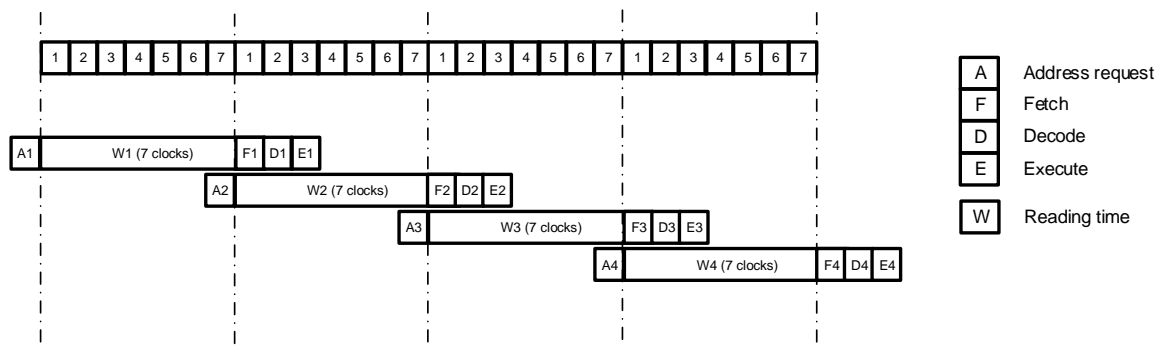 1 2 3 4 5 6 7 1 2 3 4 5 6 7 1 2 3 4 5 6 7 1 2 3 4 5 6 7
A Address request
F Fetch
D Decode
E Execute
W Reading time
A1 W1 (7 clocks) F1 D1 E1
A2 W2 (7 clocks) F2 D2 E2
A3 W3 (7 clocks) F3 D3 E3
A4 W4 (7 clocks) F4 D4 E4